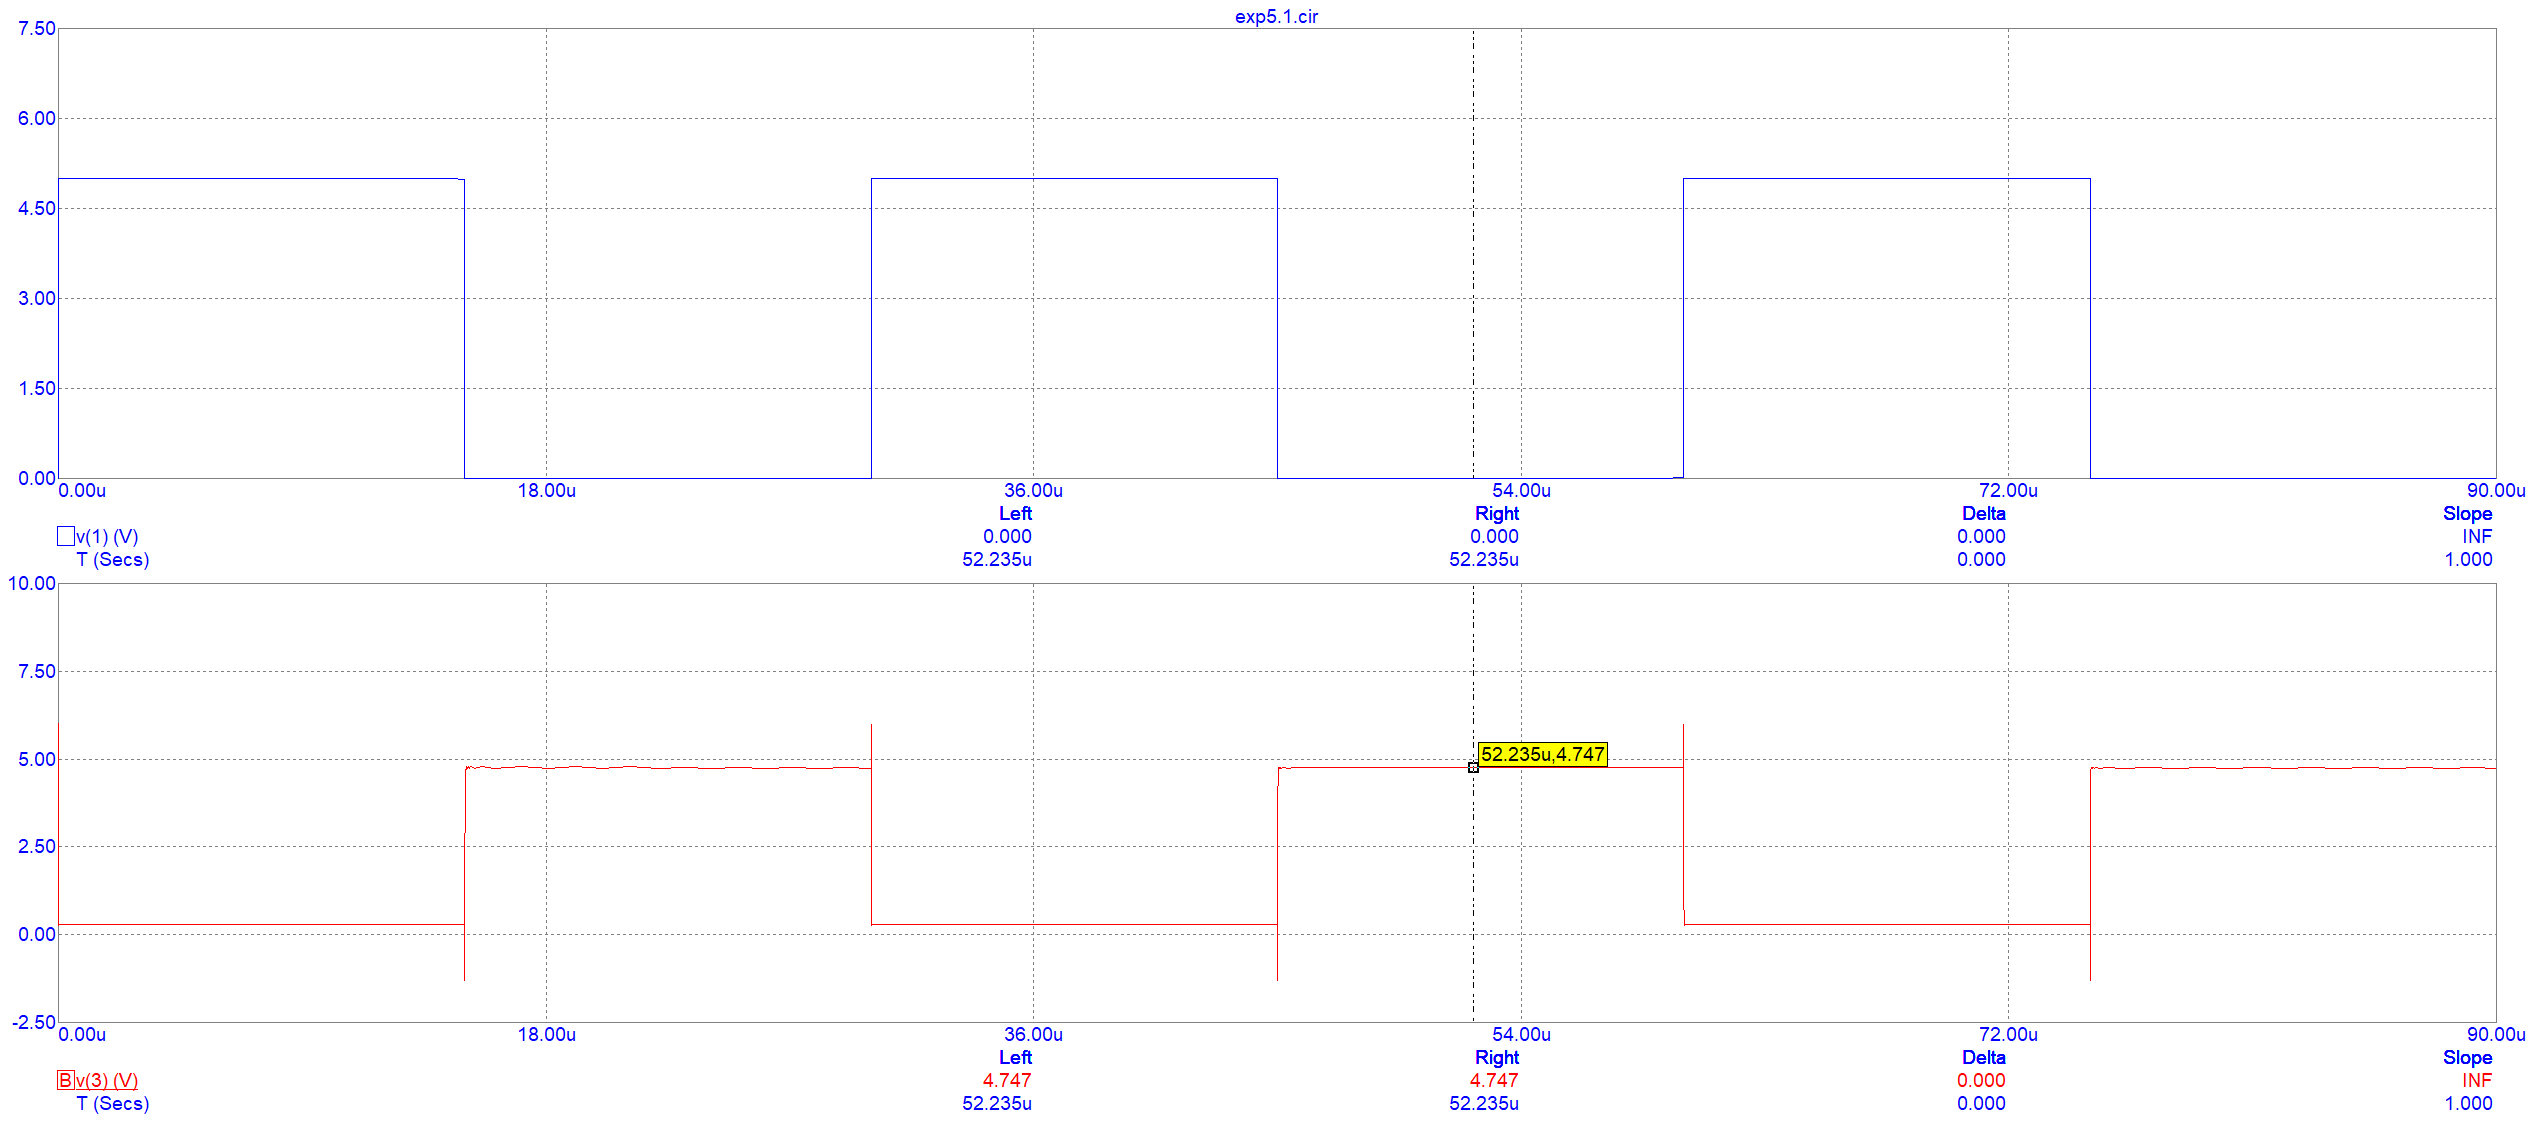 exp5.1.cir
7.50
6.00
4.50
3.00
1.50
0.00
0.00u 18.00u 36.00u 54.00u 72.00u 90.00u
Left Right Delta Slope
v(1) (V) 0.000 0.000 0.000 INF
T (Secs) 52.235u 52.235u 0.000 1.000
10.00
7.50
5.00
52.235u,4.747
2.50
0.00
-2.50
0.00u 18.00u 36.00u 54.00u 72.00u 90.00u
Left Right Delta Slope
B v(3) (V) 4.747 4.747 0.000 INF
T (Secs) 52.235u 52.235u 0.000 1.000